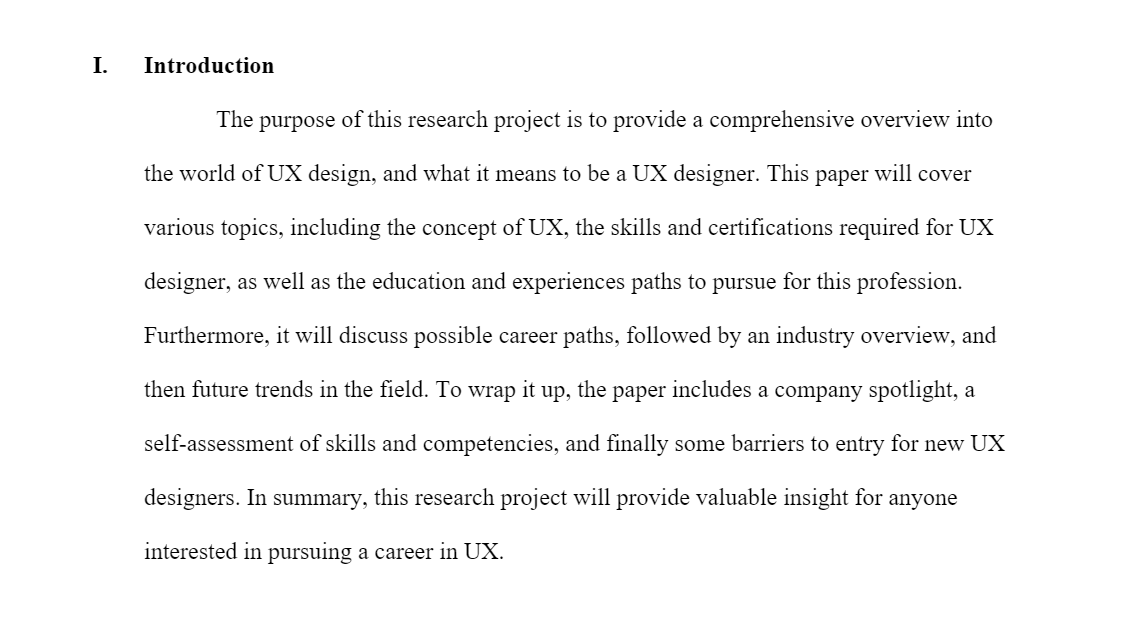 I. Introduction
The purpose of this research project is to provide a comprehensive overview into
the world of UX design, and what it means to be a UX designer. This paper will cover
various topics, including the concept of UX, the skills and certifications required for UX
designer, as well as the education and experiences paths to pursue for this profession.
Furthermore, it will discuss possible career paths, followed by an industry overview, and
then future trends in the field. To wrap it up, the paper includes a company spotlight, a
self-assessment of skills and competencies, and finally some barriers to entry for new UX
designers. In summary, this research project will provide valuable insight for anyone
interested in pursuing a career in UX.